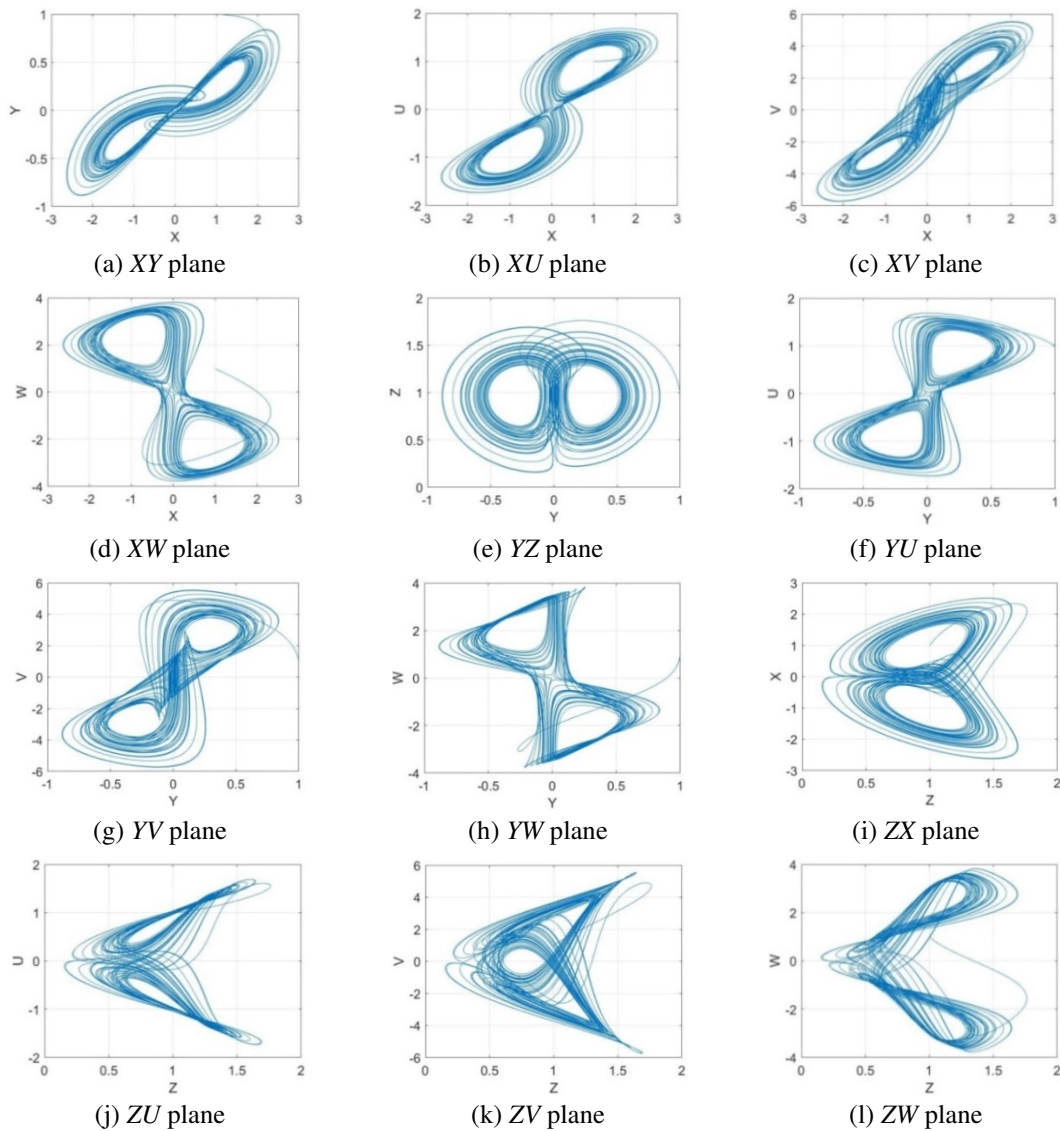 1
0.5
0
-0.5
-1
-3 -2 -1 0 1 2 3
Y
X
(a) XY plane
2
1
0
-1
-2
-3 -2 -1 0 1 2 3
U
X
(b) XU plane
6
4
2
0
-2
-4
-6
-3 -2 -1 0 1 2 3
V
X
(c) XV plane
4
2
0
-2
-4
-3 -2 -1 0 1 2 3
W
X
(d) XW plane
2
1.5
1
0.5
0
-1 -0.5 0 0.5 1
Z
Y
(e) YZ plane
2
1
0
-1
-2
-1 -0.5 0 0.5 1
U
Y
(f) YU plane
6
4
2
0
-2
-4
-6
-1 -0.5 0 0.5 1
V
Y
(g) YV plane
4
2
0
-2
-4
-1 -0.5 0 0.5 1
W
Y
(h) YW plane
3
2
1
0
-1
-2
-3
0 0.5 1 1.5 2
X
Z
(i) ZX plane
2
1
0
-1
-2
0 0.5 1 1.5 2
U
Z
(j) ZU plane
6
4
2
0
-2
-4
-6
0 0.5 1 1.5 2
V
Z
(k) ZV plane
4
2
0
-2
-4
0 0.5 1 1.5 2
W
Z
(l) ZW plane